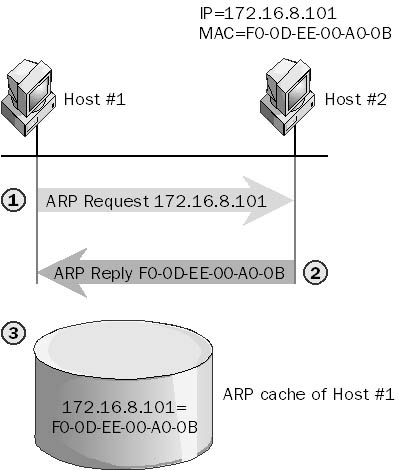 IP=172.16.8.101
MAC=F0-0D-EE-00-A0-0B
Host #1
Host #2
1
ARP Request 172.16.8.101
ARP Reply F0-0D-EE-00-A0-0B
2
3
172.16.8.101=
F0-0D-EE-00-A0-0B
ARP cache of Host #1